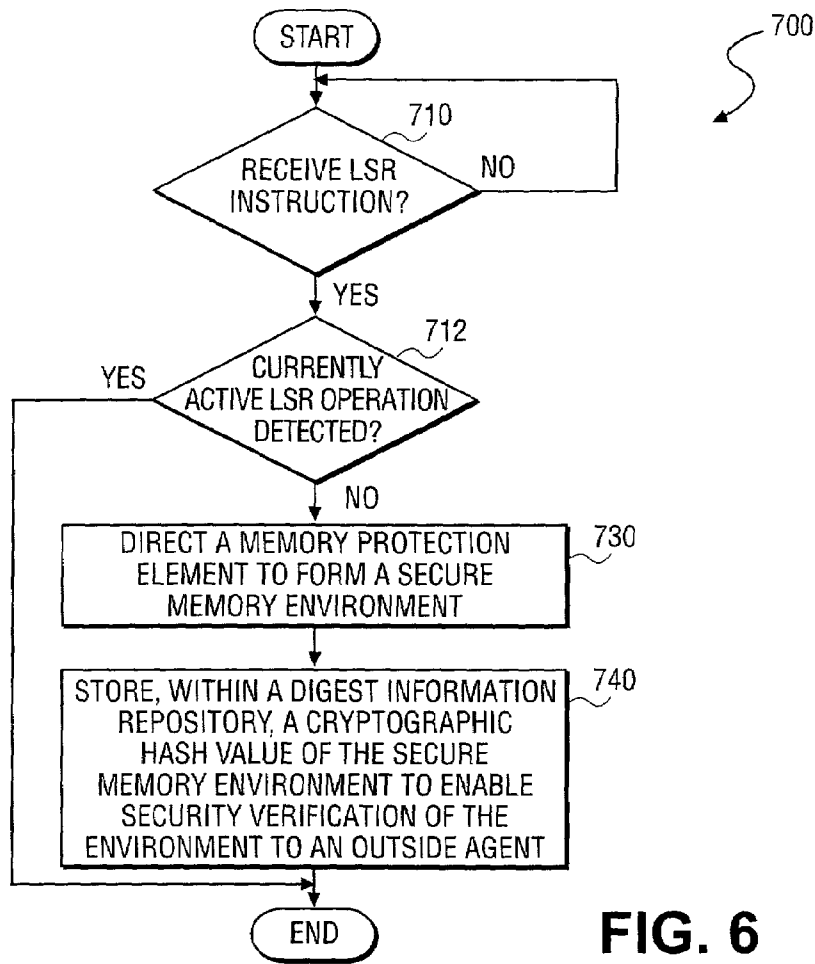 START
700
710
RECEIVE LSR
INSTRUCTION?
NO
YES
712
CURRENTLY
ACTIVE LSR OPERATION
DETECTED?
YES
NO
DIRECT A MEMORY PROTECTION
ELEMENT TO FORM A SECURE
MEMORY ENVIRONMENT
730
STORE, WITHIN A DIGEST INFORMATION
REPOSITORY, A CRYPTOGRAPHIC
HASH VALUE OF THE SECURE
MEMORY ENVIRONMENT TO ENABLE
SECURITY VERIFICATION OF THE
ENVIRONMENT TO AN OUTSIDE AGENT
740
END
FIG. 6